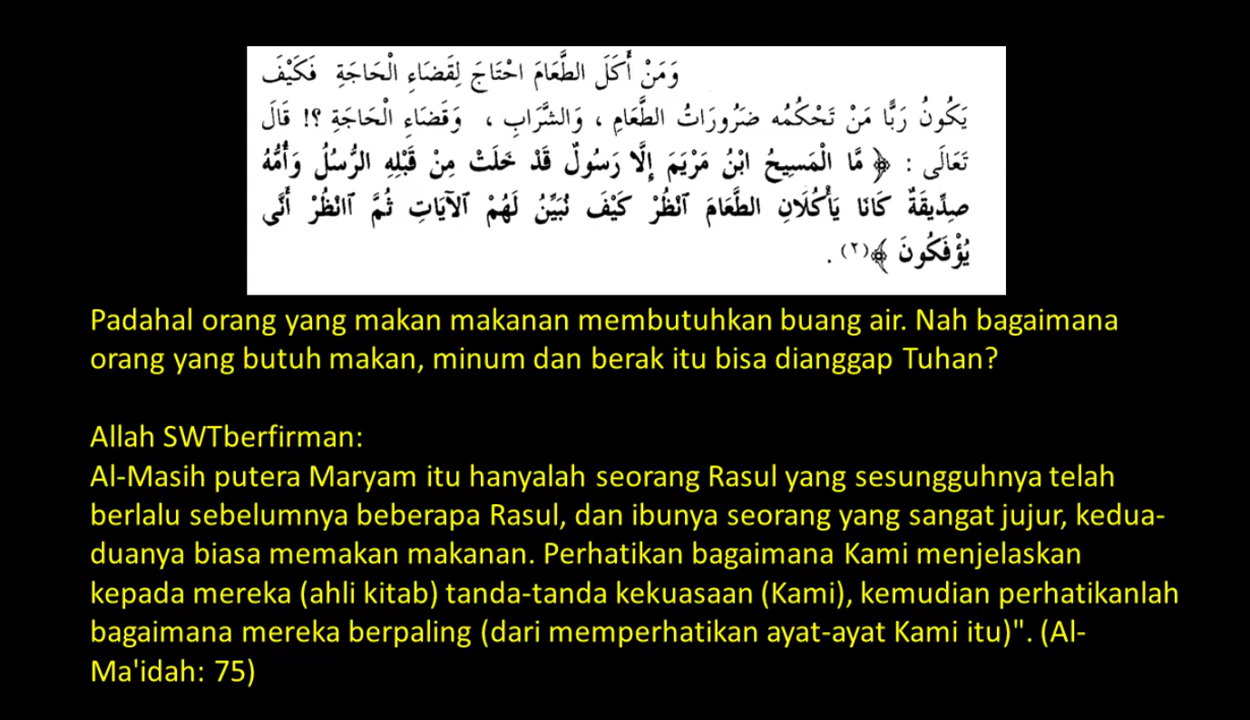 وَمَنْ أَكَلَ الطَّعَامَ احْتَاجَ لِقَضَاءِ الْحَاجَةِ فَكَيْفَ
يَكُونُ رَبًّا مَنْ تَحْكُمُه ضَرُورَاتُ الطَّعَامِ ، وَالشَّرَابِ ، وَقَضَاءِ الْحَاجَةِ ؟! قَالَ
تَعَالَى : ﴿ مَّا الْمَسِيحُ ابْنُ مَرْيَمَ إِلَّا رَسُولٌ قَدْ خَلَتْ مِنْ قَبْلِهِ الرُّسُلُ وَأُمُّهُ
صِدِّيقَةٌ كَانَا يَأْكُلَانِ الطَّعَامَ ٱنْظُرْ كَيْفَ نُبَيِّنُ لَهُمْ ٱلآيَاتِ ثُمَّ اانْظُرْ أَنَّى
يُؤْفَكُونَ ﴾(٢) .
Padahal orang yang makan makanan membutuhkan buang air. Nah bagaimana
orang yang butuh makan, minum dan berak itu bisa dianggap Tuhan?
Allah SWTberfirman:
Al-Masih putera Maryam itu hanyalah seorang Rasul yang sesungguhnya telah
berlalu sebelumnya beberapa Rasul, dan ibunya seorang yang sangat jujur, kedua-
duanya biasa memakan makanan. Perhatikan bagaimana Kami menjelaskan
kepada mereka (ahli kitab) tanda-tanda kekuasaan (Kami), kemudian perhatikanlah
bagaimana mereka berpaling (dari memperhatikan ayat-ayat Kami itu)". (Al-
Ma'idah: 75)